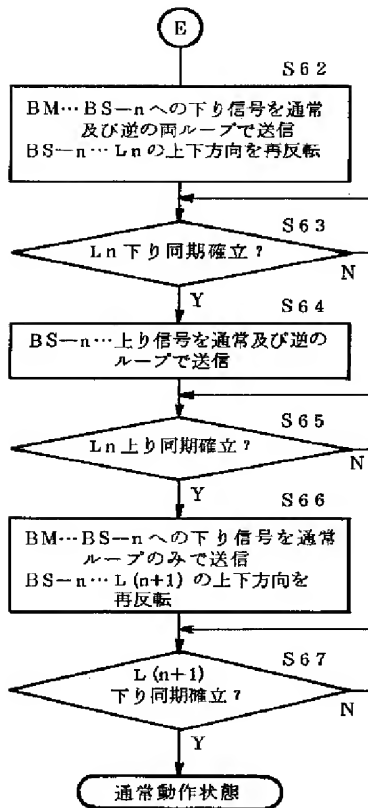 E
S62
BM…BS−nへの下り信号を通常
及び逆の両ループで送信
BS−n…Lnの上下方向を再反転
S63
Ln下り同期確立?
N
Y
S64
BS−n…上り信号を通常及び逆の
ループで送信
S65
Ln上り同期確立?
N
Y
S66
BM…BS−nへの下り信号を通常
ループのみで送信
BS−n…L(n+1)の上下方向を
再反転
S67
L(n+1)
下り同期確立?
N
Y
通常動作状態